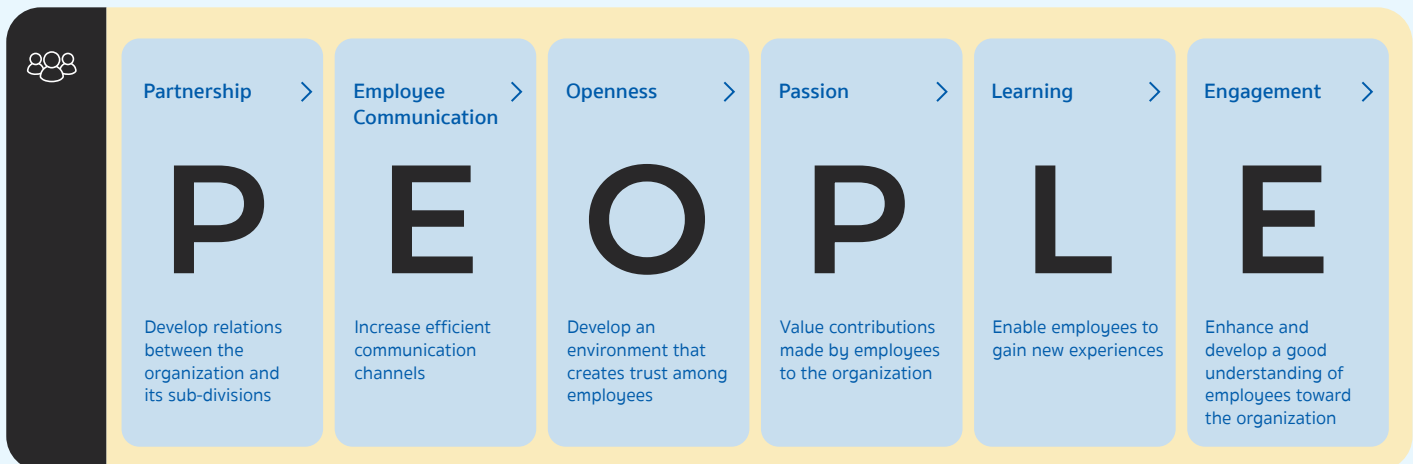 Partnership
P
Develop relations
between the
organization and
its sub-divisions
Employee
Communication
E
Increase efficient
communication
channels
Openness
O
Develop an
environment that
creates trust among
employees
Passion
P
Value contributions
made by employees
to the organization
Learning
L
Enable employees to
gain new experiences
Engagement
E
Enhance and
develop a good
understanding of
employees toward
the organization